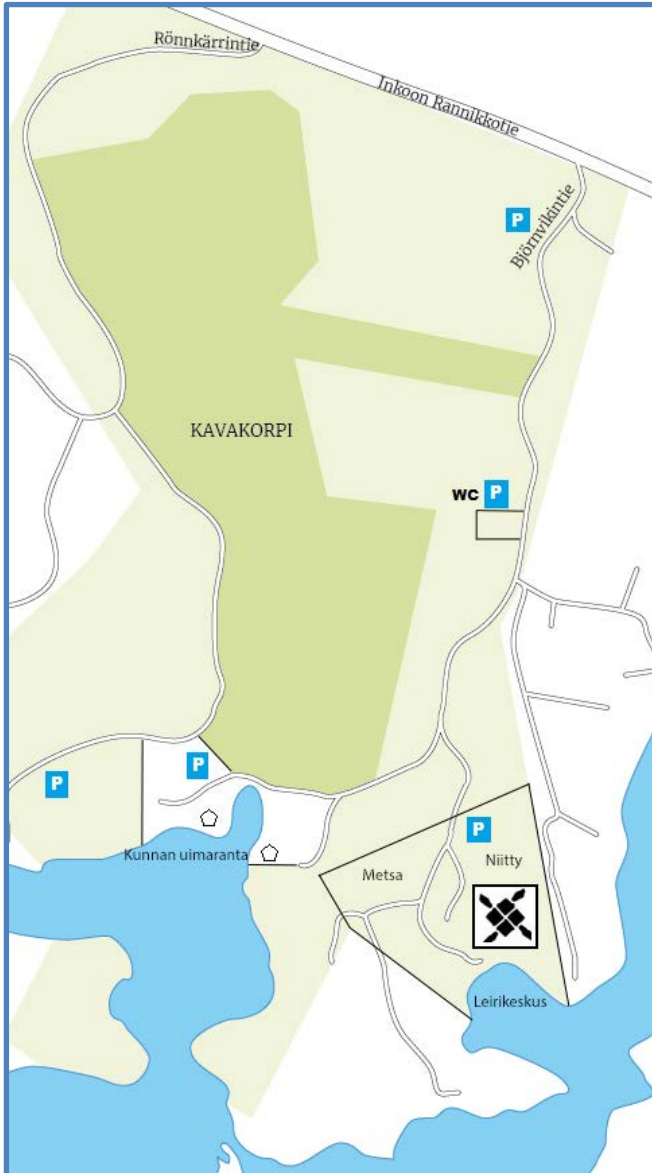 Rönnkärrintie
Inkoon Rannikkotie
P
Björnvikintie
KAVAKORPI
WC P
P
P
P
Kunnan uimaranta
Metsa
Niitty
Leirikeskus